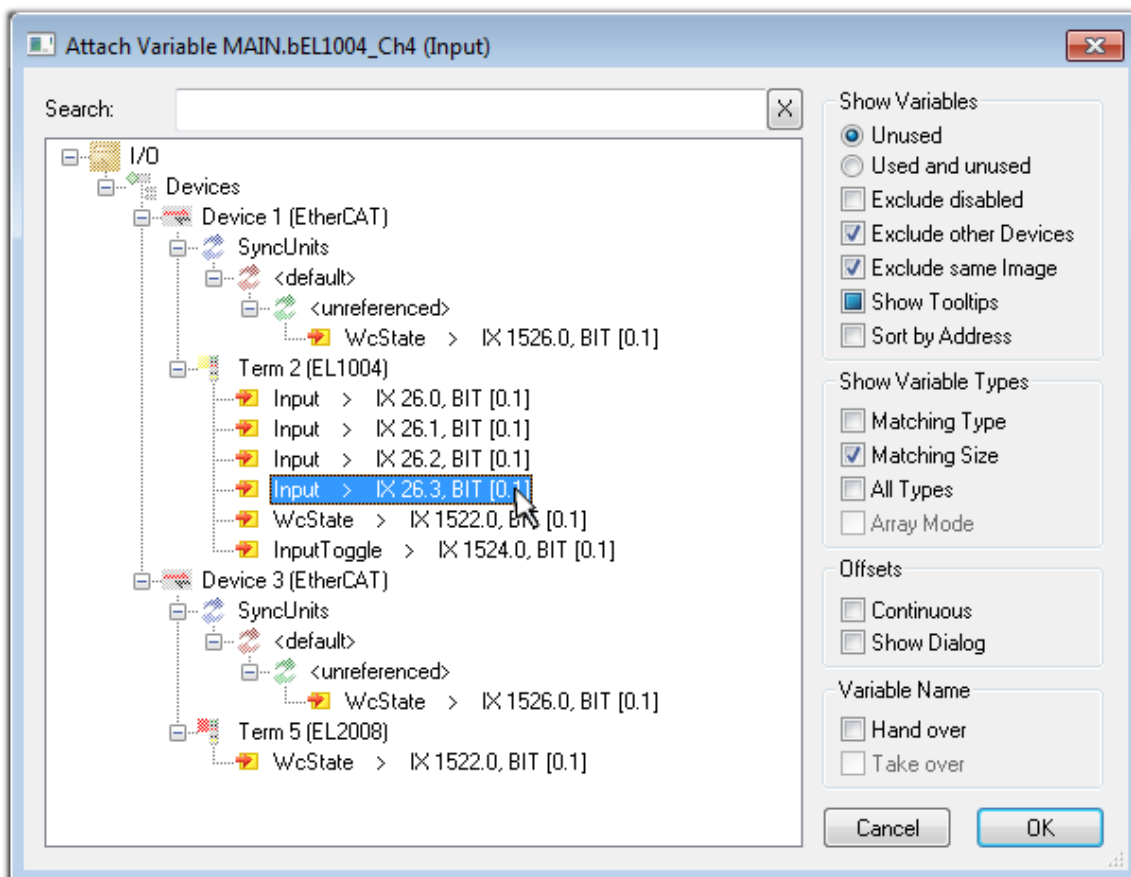 Attach Variable MAIN.bEL1004_Ch4 (Input)
Search:
X
I/O
Devices
Device 1 (EtherCAT)
SyncUnits
<default>
<unreferenced>
WcState > IX 1526.0, BIT [0.1]
Term 2 (EL1004)
Input > IX 26.0, BIT [0.1]
Input > IX 26.1, BIT [0.1]
Input > IX 26.2, BIT [0.1]
Input > IX 26.3, BIT [0.1]
WcState > IX 1522.0, BIT [0.1]
InputToggle > IX 1524.0, BIT [0.1]
Device 3 (EtherCAT)
SyncUnits
<default>
<unreferenced>
WcState > IX 1526.0, BIT [0.1]
Term 5 (EL2008)
WcState > IX 1522.0, BIT [0.1]
Show Variables
Unused
Used and unused
Exclude disabled
Exclude other Devices
Exclude same Image
Show Tooltips
Sort by Address
Show Variable Types
Matching Type
Matching Size
All Types
Array Mode
Offsets
Continuous
Show Dialog
Variable Name
Hand over
Take over
Cancel
OK